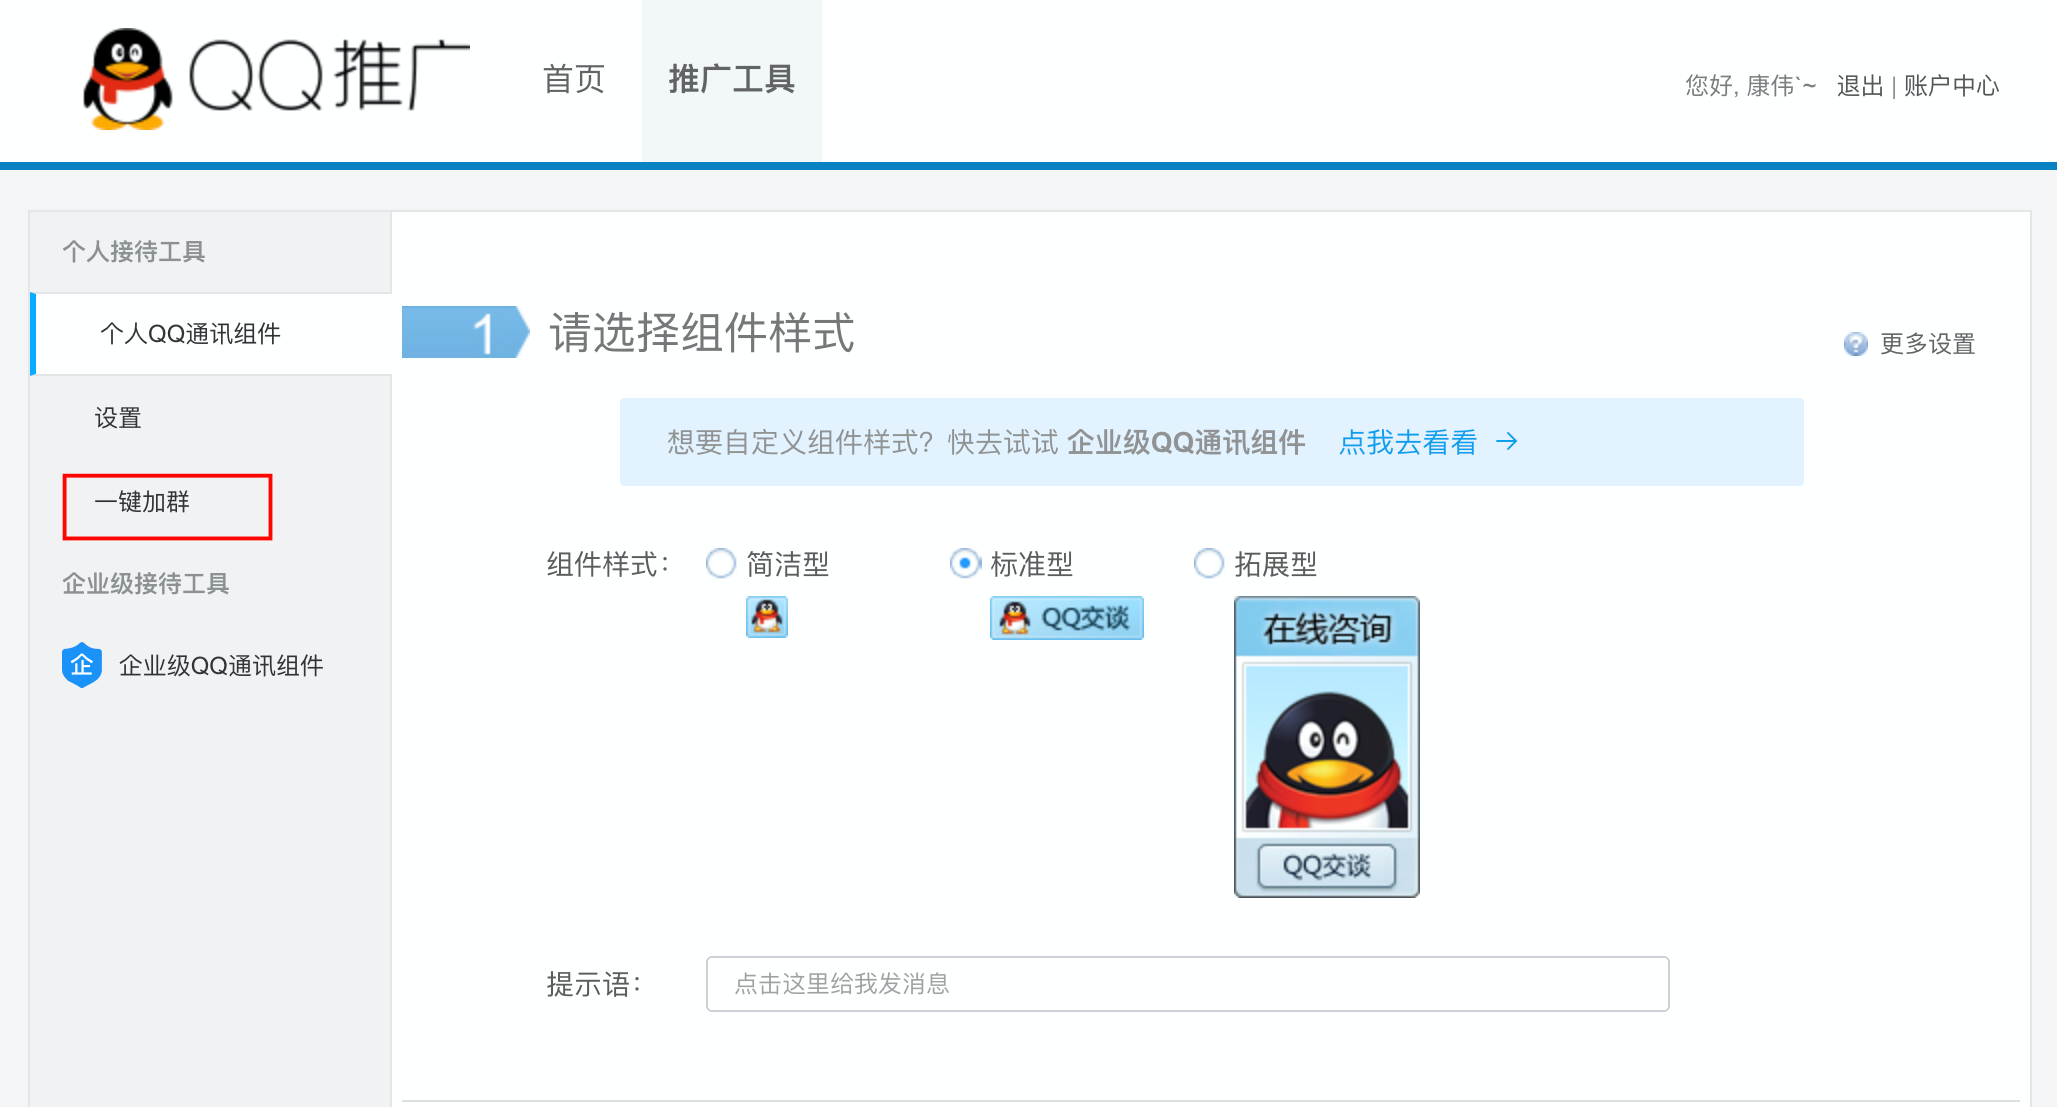 QQ推广
首页
推广工具
您好, 康伟`~ 退出 | 账户中心
个人接待工具
个人QQ通讯组件
设置
一键加群
企业级接待工具
企 企业级QQ通讯组件
1 请选择组件样式
更多设置
想要自定义组件样式？快去试试 企业级QQ通讯组件 点我去看看 →
组件样式： 简洁型 标准型 拓展型
QQ交谈
在线咨询
QQ交谈
提示语： 点击这里给我发消息